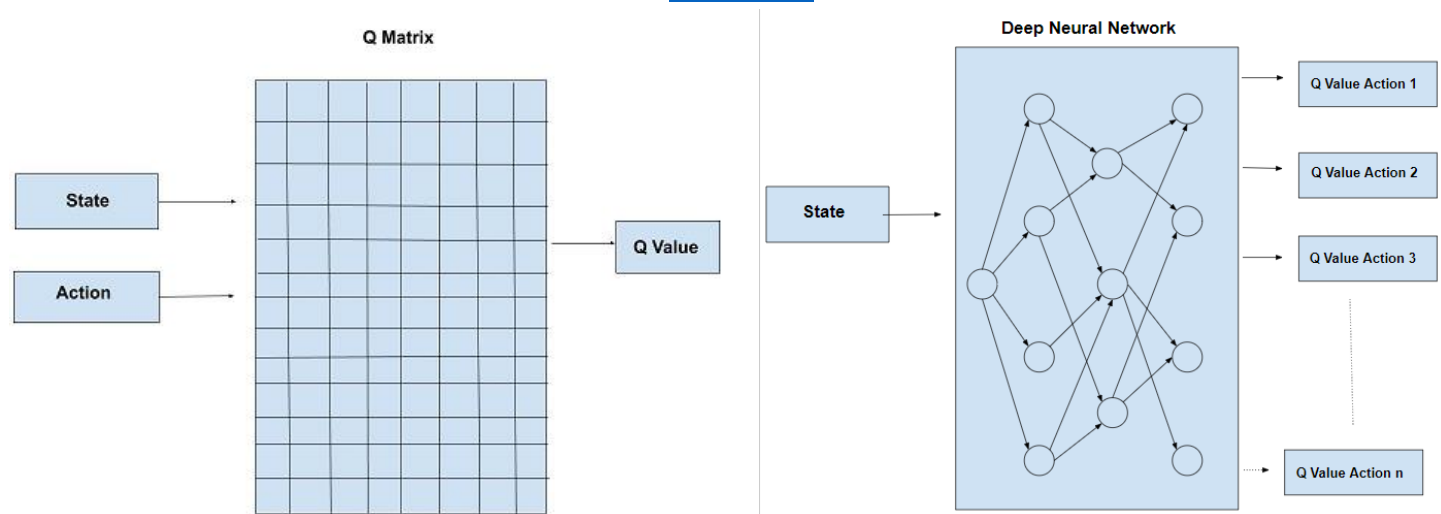 Q Matrix
State
Action
Q Value
Deep Neural Network
State
Q Value Action 1
Q Value Action 2
Q Value Action 3
Q Value Action n